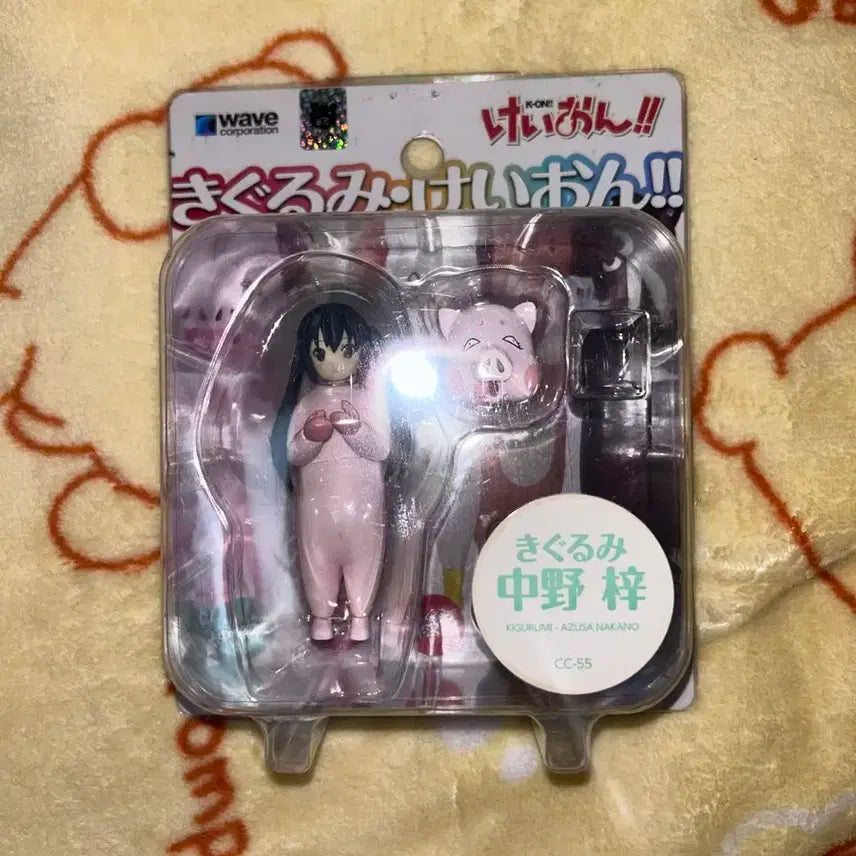 wave
corporation
K-ON!!
けいおん!!
きぐるみ・けいおん!!
きぐるみ
中野 梓
KIGURUMI - AZUSA NAKANO
CC-55
omp